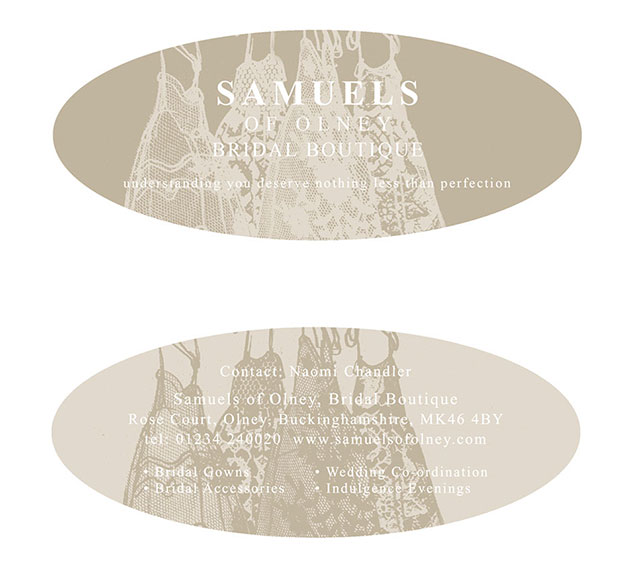 SAMUELS
OF OLNEY
BRIDAL BOUTIQUE
understanding you deserve nothing less than perfection
Contact: Naomi Chandler
Samuels of Olney, Bridal Boutique
Rose Court, Olney, Buckinghamshire, MK46 4BY
tel: 01234 240020 www.samuelsofolney.com
• Bridal Gowns • Wedding Co-ordination
• Bridal Accessories • Indulgence Evenings